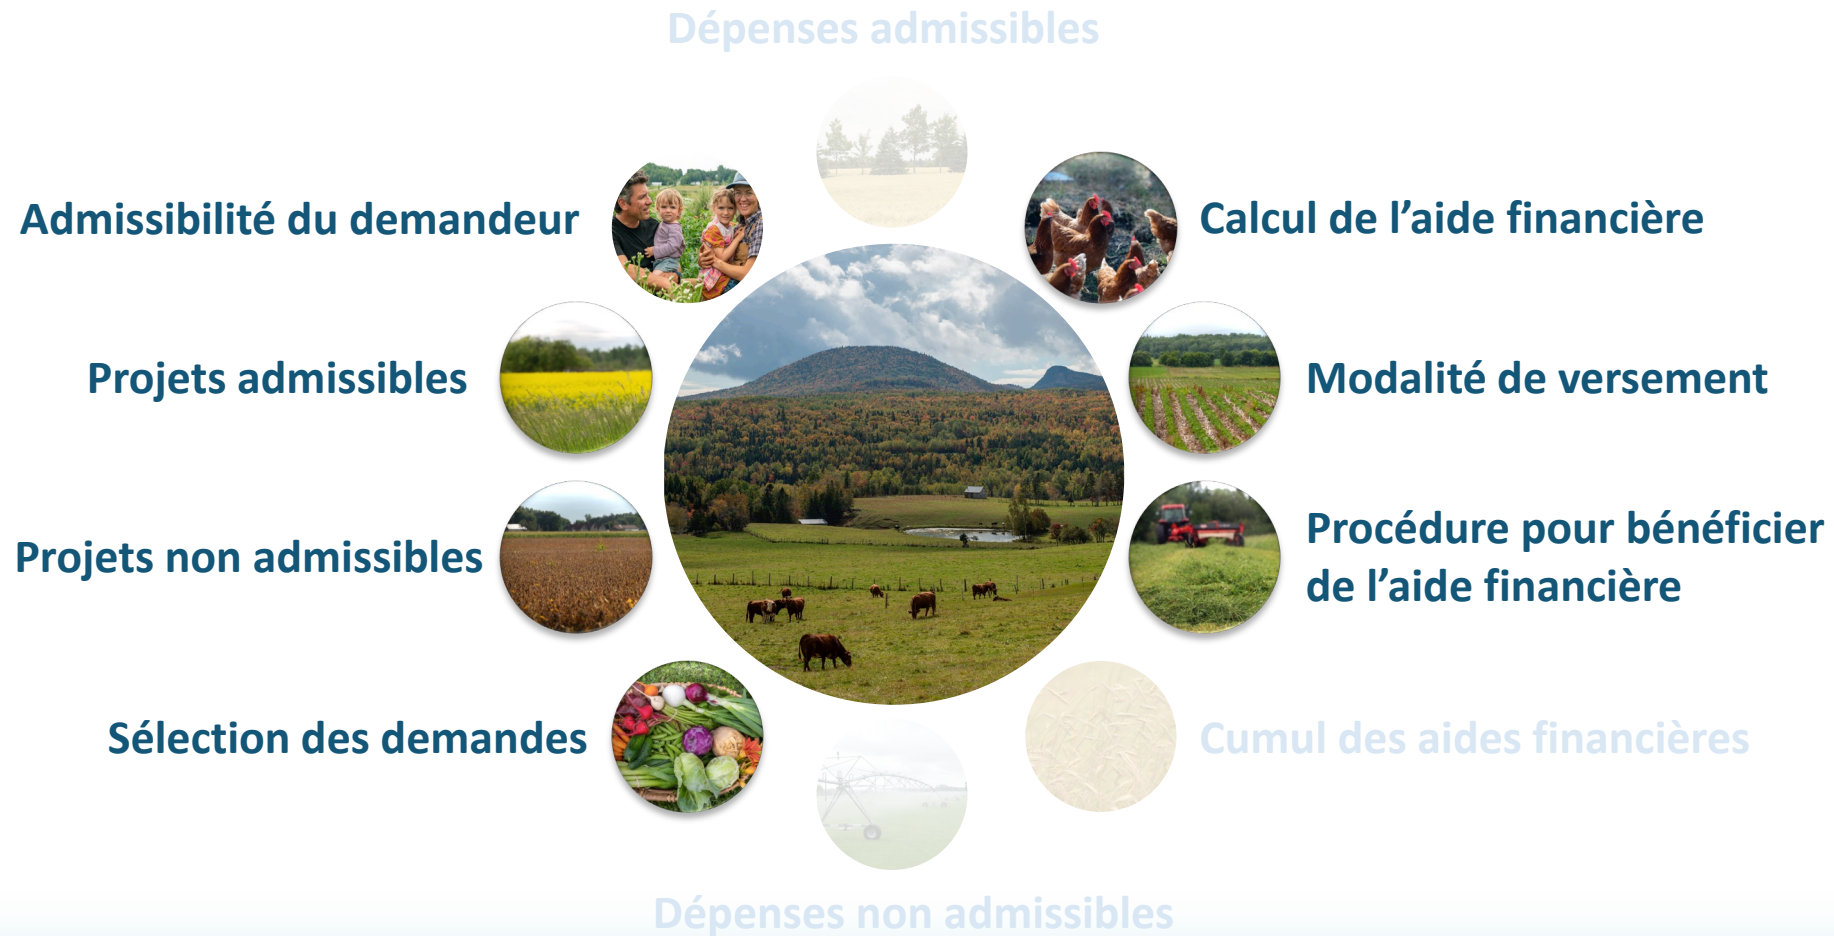 Dépenses admissibles
Admissibilité du demandeur
Calcul de l’aide financière
Projets admissibles
Modalité de versement
Projets non admissibles
Procédure pour bénéficier
de l’aide financière
Sélection des demandes
Cumul des aides financières
Dépenses non admissibles